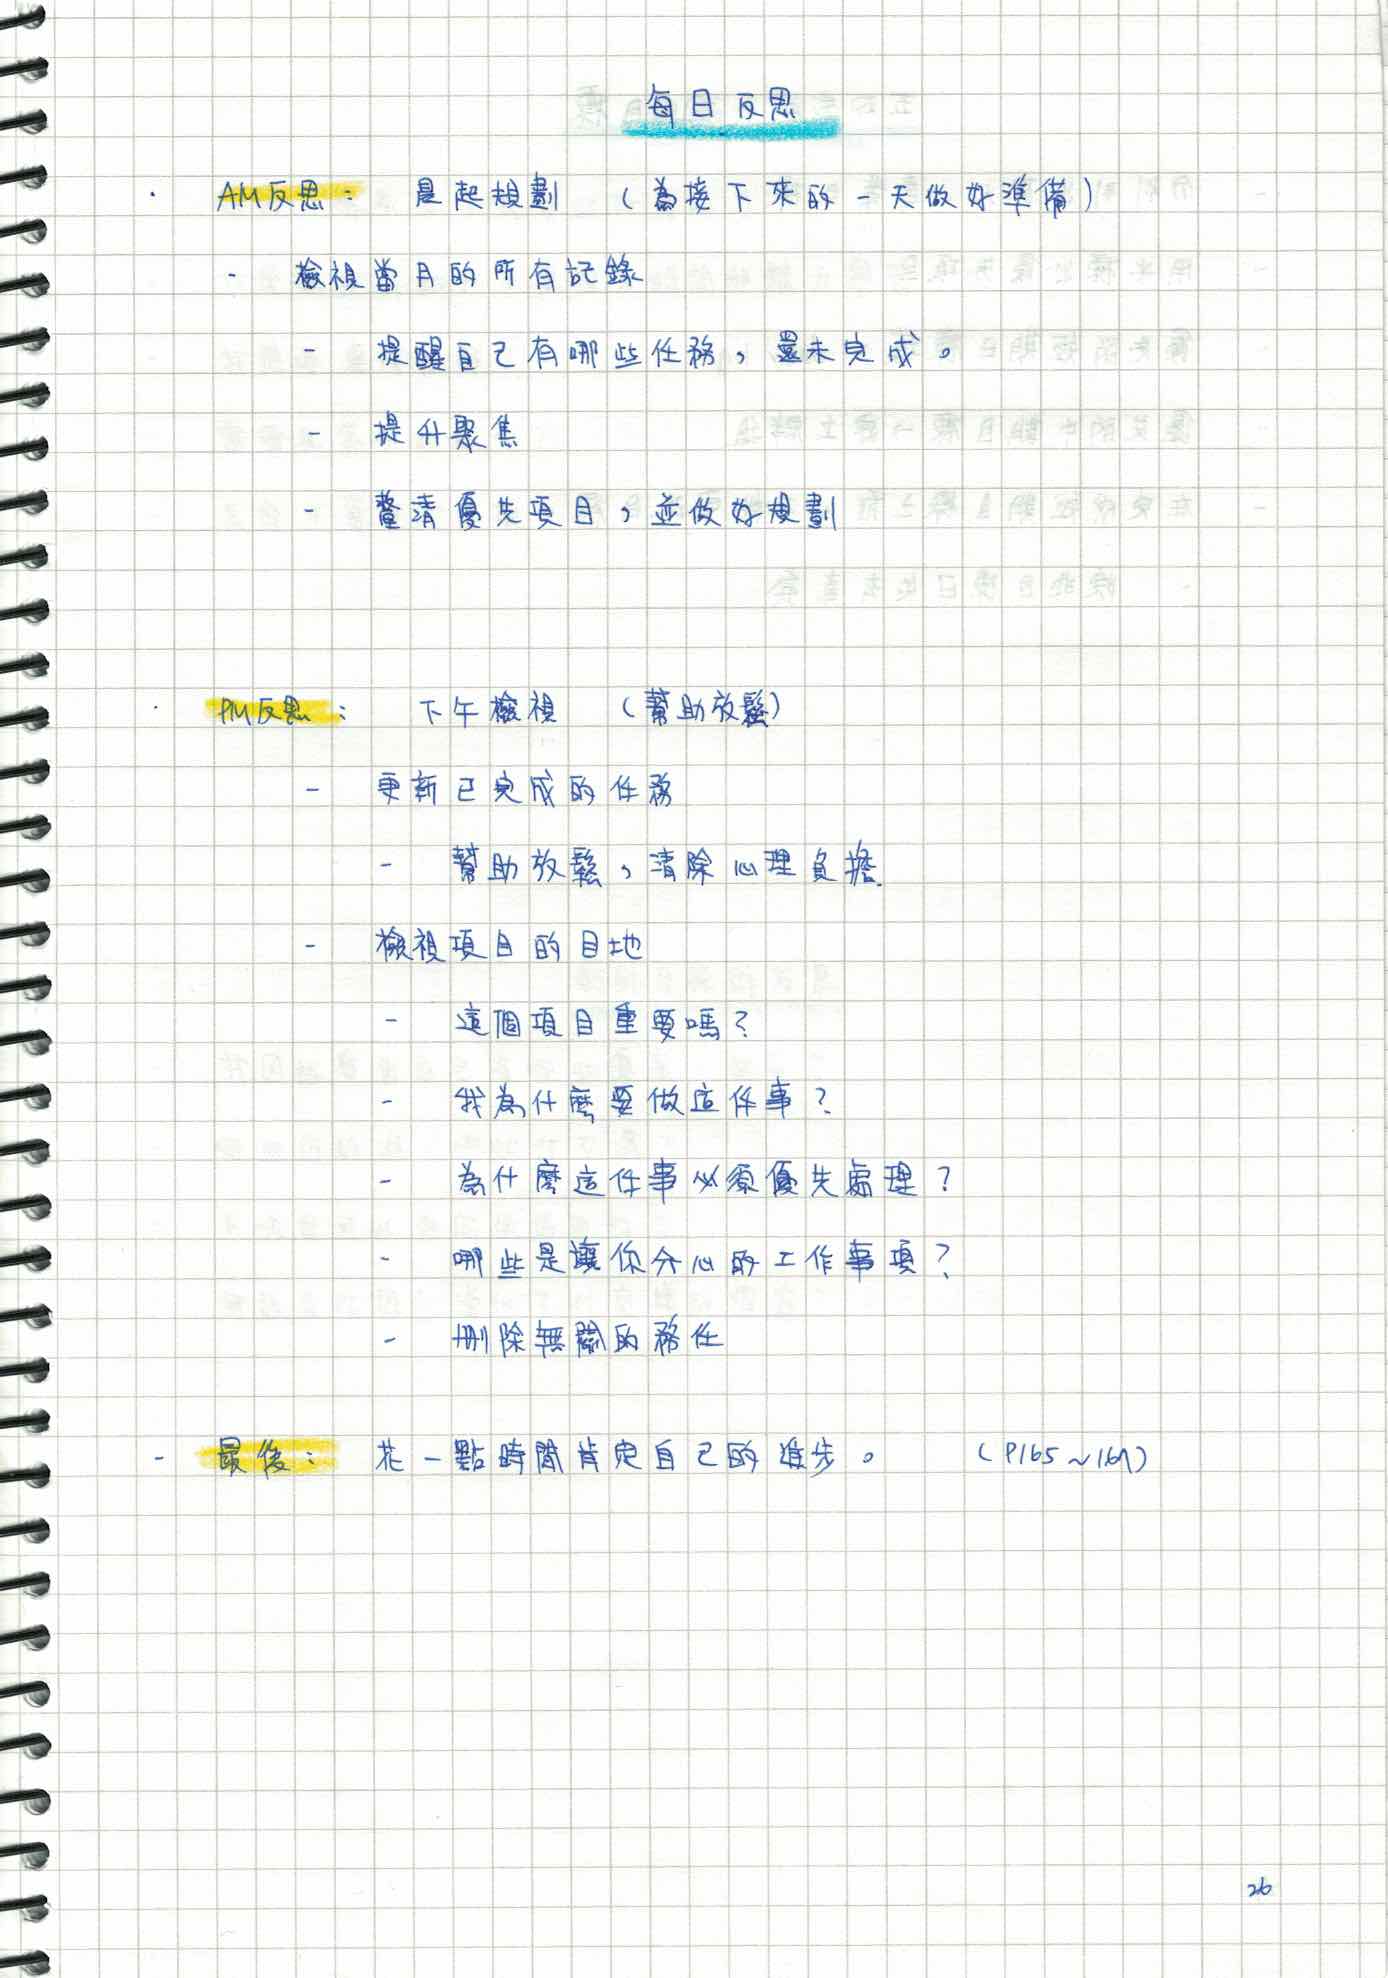 每日反思
· AM反思： 晨起規劃 （為接下來的一天做好準備）
- 檢視當月的所有記錄
- 提醒自己有哪些任務，還未完成。
- 提升聚焦
- 釐清優先項目，並做好規劃
· PM反思： 下午檢視 （幫助放鬆）
- 更新已完成的任務
- 幫助放鬆，清除心理負擔.
- 檢視項目的目地
- 這個項目重要嗎？
- 我為什麼要做這件事？
- 為什麼這件事必須優先處理？
- 哪些是讓你分心的工作事項？
- 刪除無關的務任
- 最後： 花一點時間肯定自己的進步。 （P165~169）
26